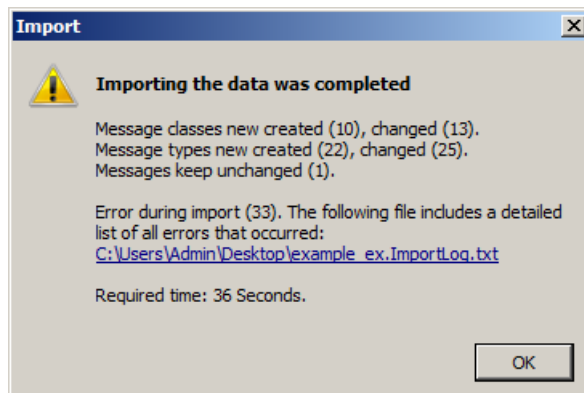 Import
Importing the data was completed
Message classes new created (10), changed (13).
Message types new created (22), changed (25).
Messages keep unchanged (1).
Error during import (33). The following file includes a detailed
list of all errors that occurred:
C:\Users\Admin\Desktop\example_ex.ImportLog.txt
Required time: 36 Seconds.
OK